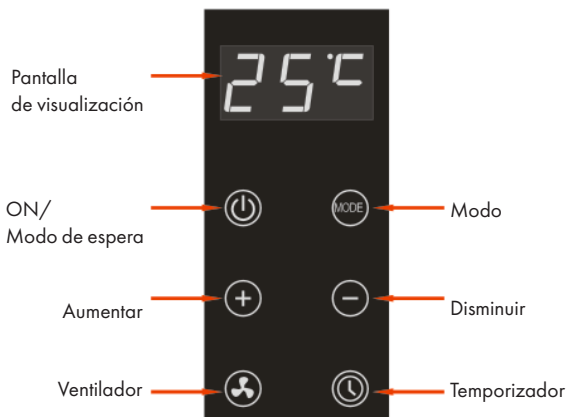 25°C
Pantalla
de visualización
ON/
Modo de espera
MODE
Modo
Aumentar
Disminuir
Ventilador
Temporizador